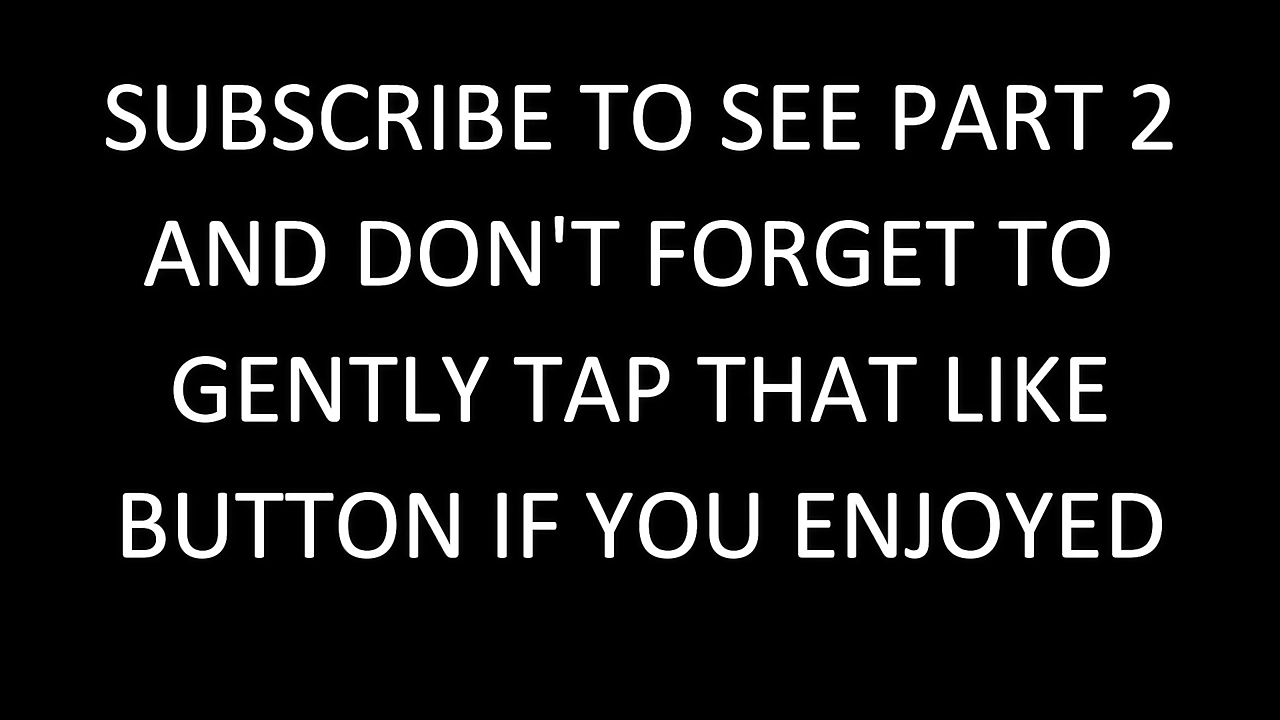 SUBSCRIBE TO SEE PART 2
AND DON'T FORGET TO
GENTLY TAP THAT LIKE
BUTTON IF YOU ENJOYED